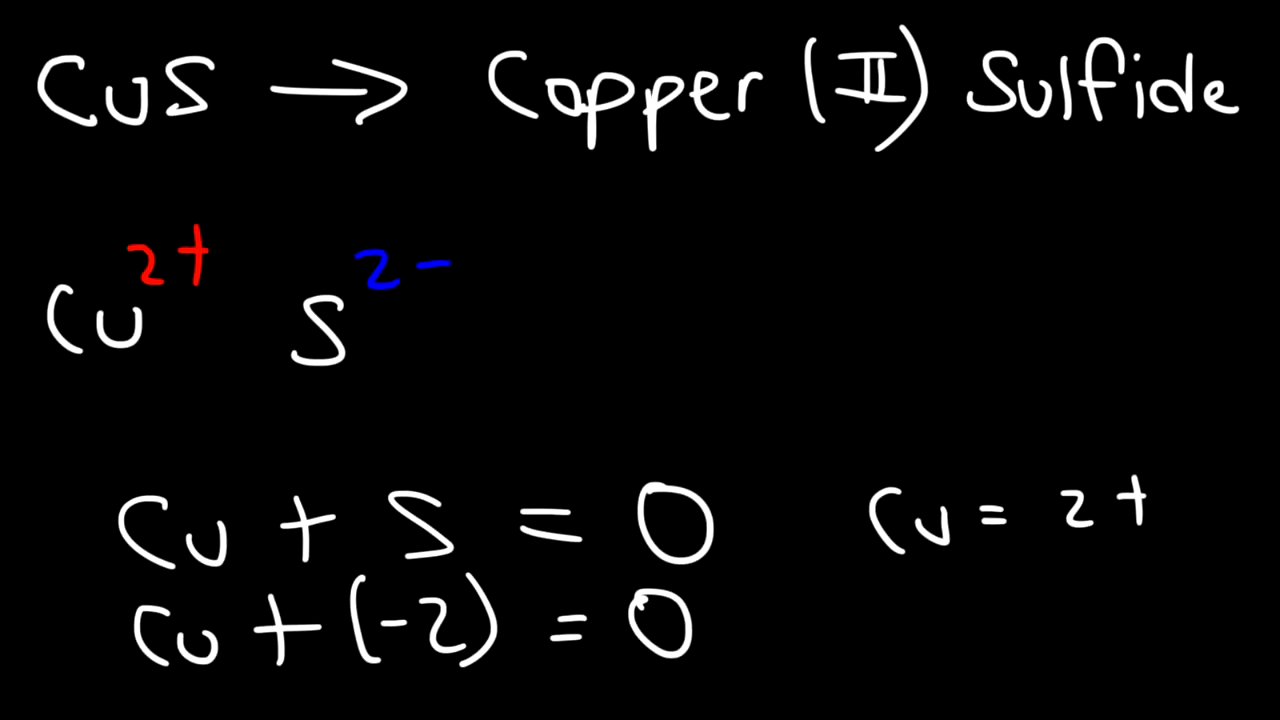 CuS → Copper (II) Sulfide
Cu²⁺ S²⁻
Cu + S = 0 Cu = 2+
Cu + (-2) = 0